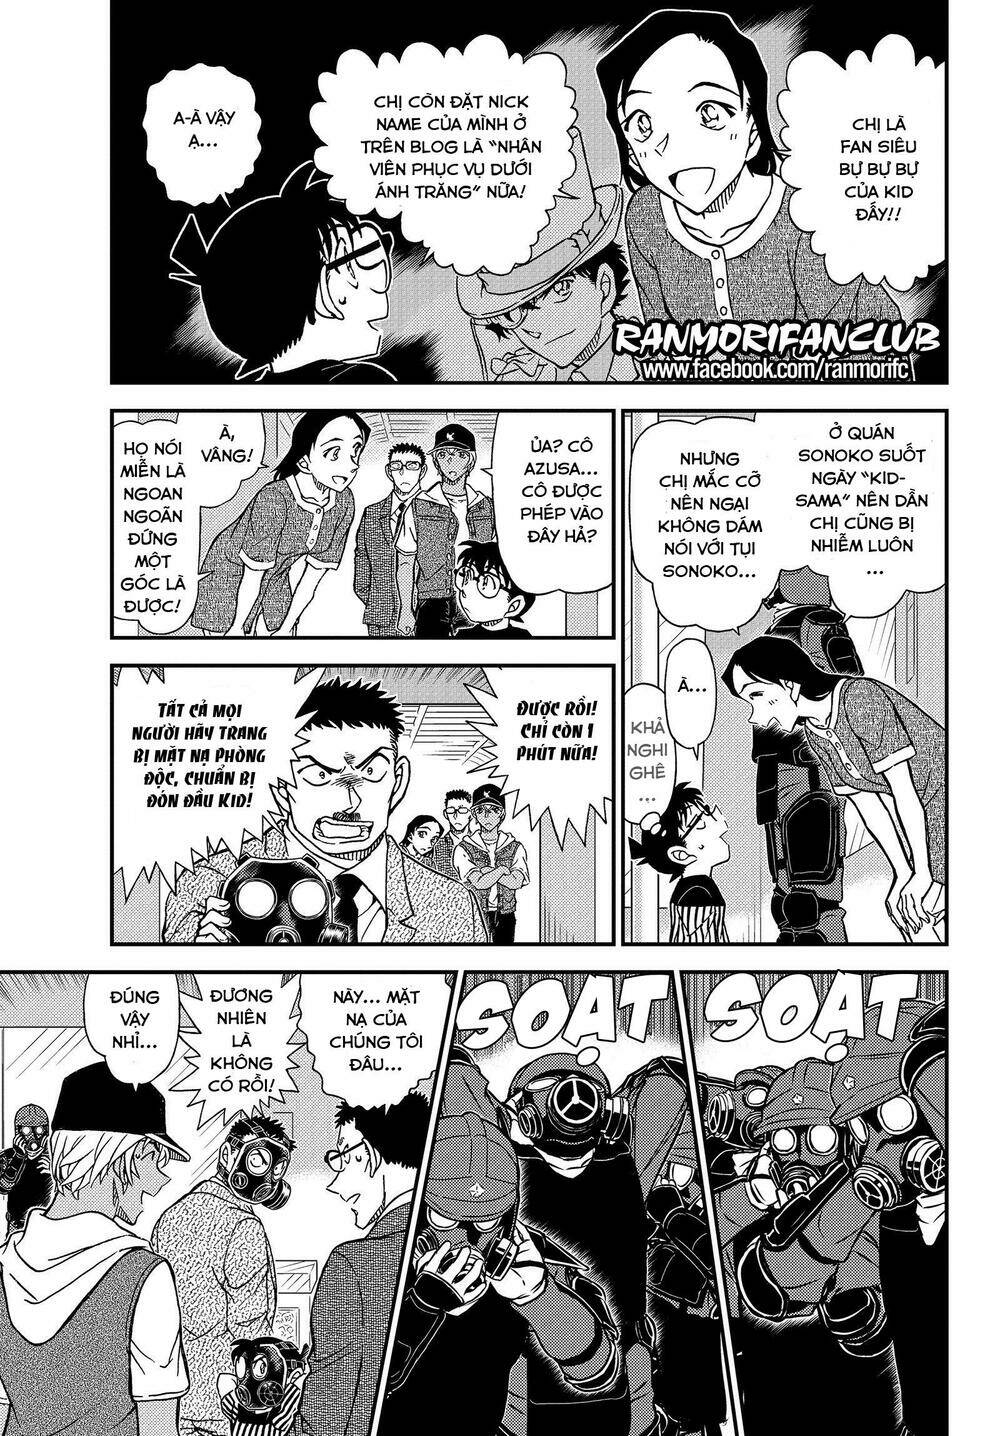 CHỊ LÀ
FAN SIÊU
BỰ BỰ BỰ
CỦA KID
ĐẤY!!
CHỊ CÒN ĐẶT NICK
NAME CỦA MÌNH Ở
TRÊN BLOG LÀ "NHÂN
VIÊN PHỤC VỤ DƯỚI
ÁNH TRĂNG" NỮA!
A-À VẬY
Ạ...
RANMORIFANCLUB
www.facebook.com/ranmorifc
Ở QUÁN
SONOKO SUỐT
NGÀY "KID-
SAMA" NÊN DẦN
CHỊ CŨNG BỊ
NHIỄM LUÔN
...
NHƯNG
CHỊ MẮC CỠ
NÊN NGẠI
KHÔNG DÁM
NÓI VỚI TỤI
SONOKO...
À...
KHẢ
NGHI
GHÊ
...
ỦA? CÔ
AZUSA...
CÔ ĐƯỢC
PHÉP VÀO
ĐÂY HẢ?
À,
VÂNG!
HỌ NÓI
MIỄN LÀ
NGOAN
NGOÃN
ĐỨNG
MỘT
GÓC LÀ
ĐƯỢC!
ĐƯỢC RỒI!
CHỈ CÒN 1
PHÚT NỮA!
TẤT CẢ MỌI
NGƯỜI HÃY TRANG
BỊ MẶT NẠ PHÒNG
ĐỘC, CHUẨN BỊ
ĐÓN ĐẦU KID!
SOẠT
SOẠT
NÀY... MẶT
NẠ CỦA
CHÚNG TÔI
ĐÂU...
ĐƯƠNG
NHIÊN
LÀ
KHÔNG
CÓ RỒI!
ĐÚNG
VẬY
NHỈ...